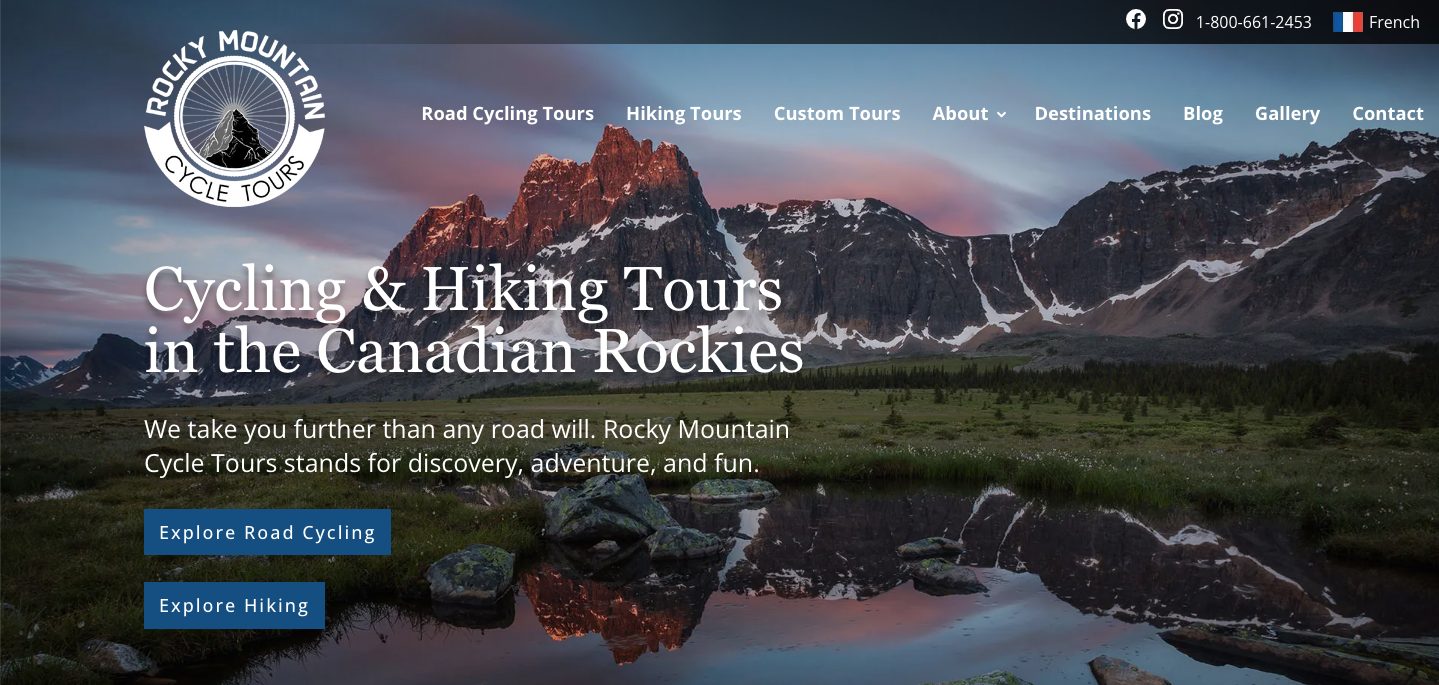 1-800-661-2453 French
ROCKY MOUNTAIN
CYCLE TOURS
Road Cycling Tours Hiking Tours Custom Tours About Destinations Blog Gallery Contact
Cycling & Hiking Tours
in the Canadian Rockies
We take you further than any road will. Rocky Mountain
Cycle Tours stands for discovery, adventure, and fun.
Explore Road Cycling
Explore Hiking